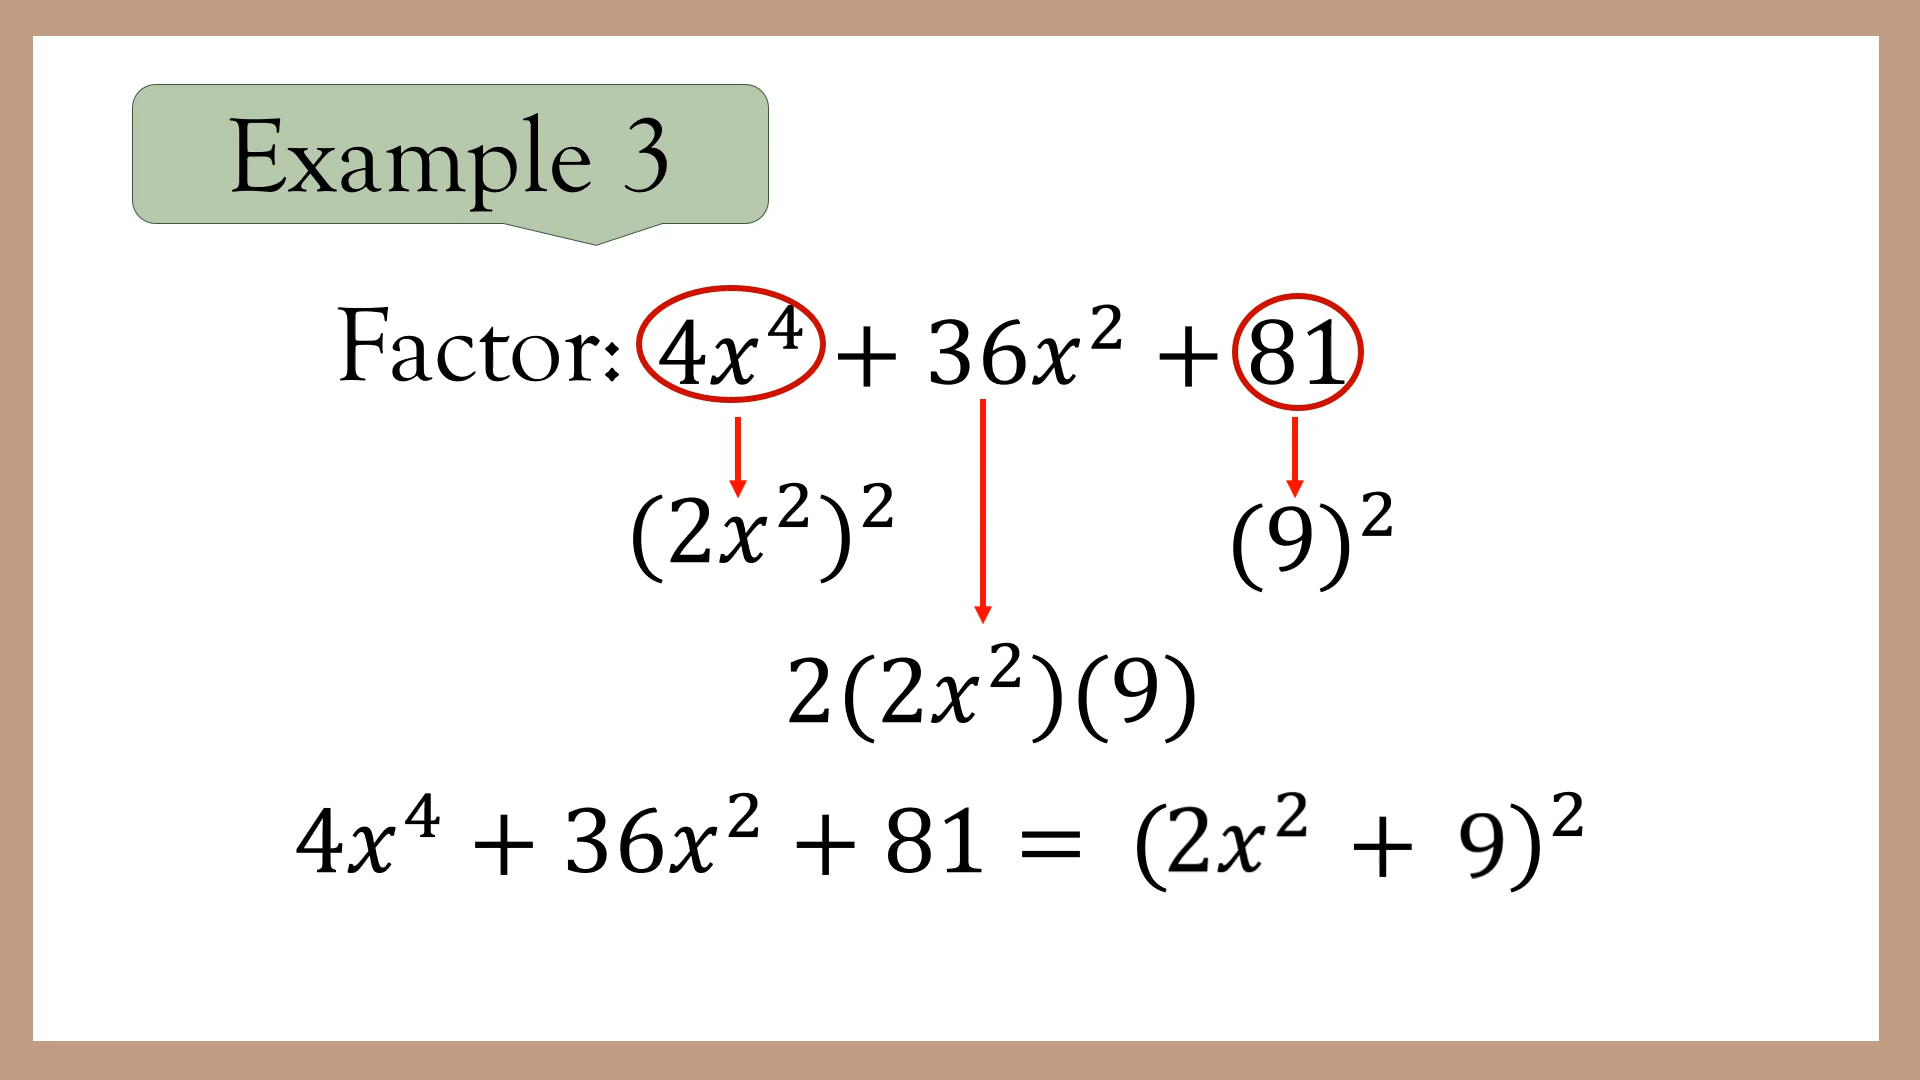 Example 3
Factor: 4x⁴ + 36x² + 81
(2x²)² (9)²
2(2x²)(9)
4x⁴ + 36x² + 81 = (2x² + 9)²